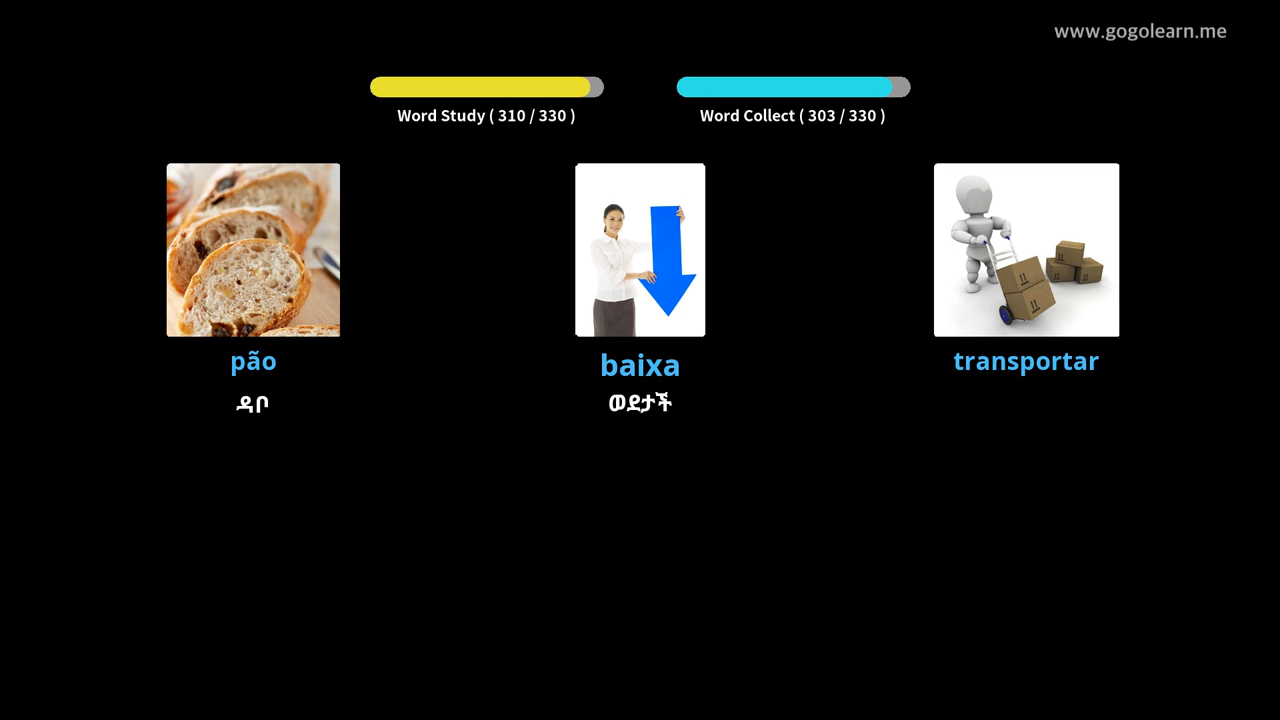 www.gogolearn.me
Word Study ( 310 / 330 )
Word Collect ( 303 / 330 )
pão
baixa
transportar
ዳቦ
ወደታች